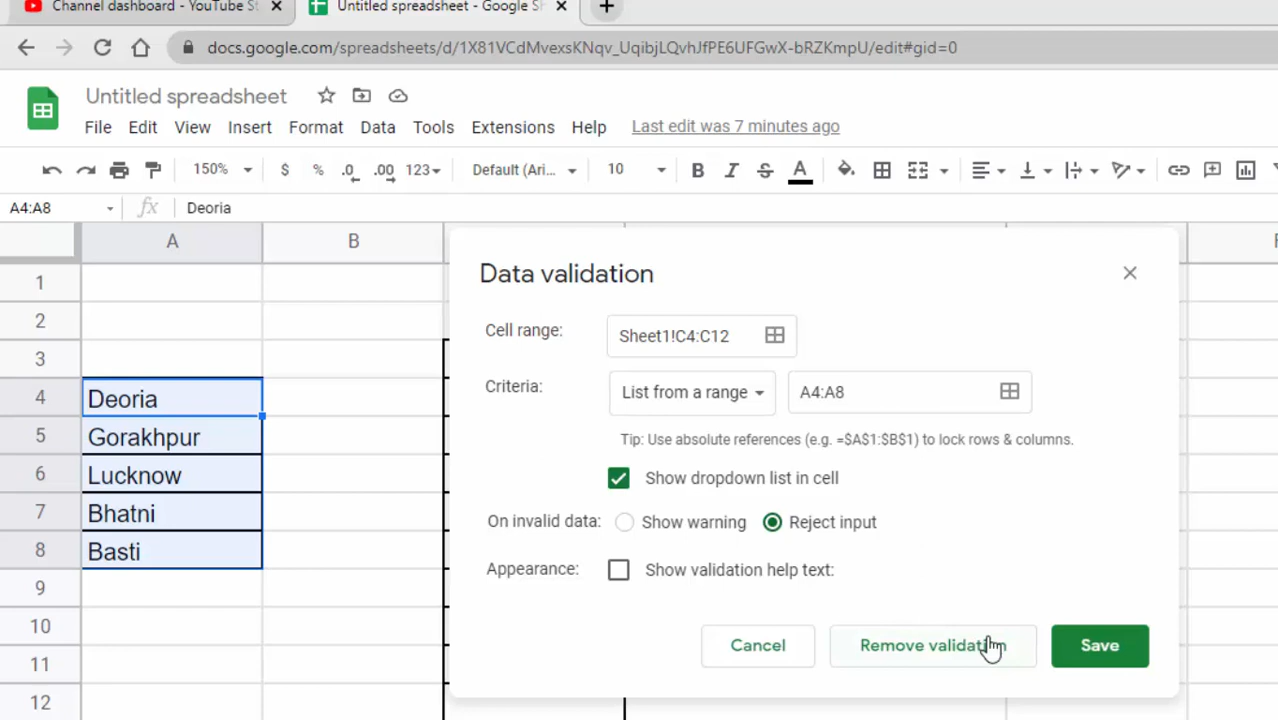 Channel dashboard - YouTube St
Untitled spreadsheet - Google Sh
docs.google.com/spreadsheets/d/1X81VCdMvexsKNqv_UqibjLQvhJfPE6UFGwX-bRZKmpU/edit#gid=0
Untitled spreadsheet
File Edit View Insert Format Data Tools Extensions Help Last edit was 7 minutes ago
150% $ % .0 .00 123 Default (Ari... 10 B I S A
A4:A8 fx Deoria
A B
1
2
3
4 Deoria
5 Gorakhpur
6 Lucknow
7 Bhatni
8 Basti
9
10
11
12
Data validation
Cell range: Sheet1!C4:C12
Criteria: List from a range A4:A8
Tip: Use absolute references (e.g. =$A$1:$B$1) to lock rows & columns.
Show dropdown list in cell
On invalid data: Show warning Reject input
Appearance: Show validation help text:
Cancel Remove validation Save